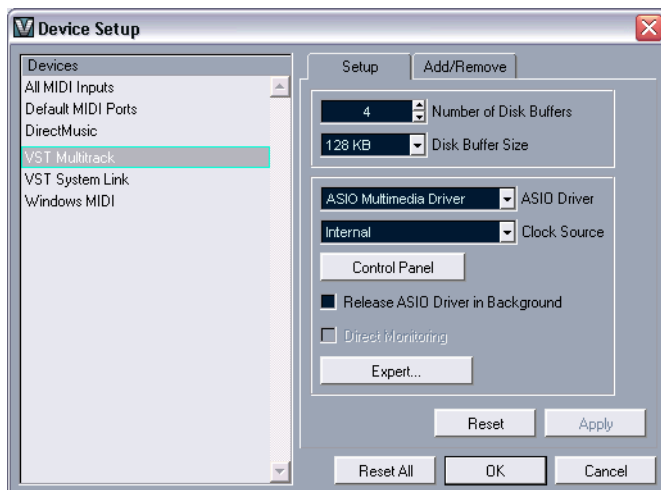 Device Setup
Devices
All MIDI Inputs
Default MIDI Ports
DirectMusic
VST Multitrack
VST System Link
Windows MIDI
Setup
Add/Remove
4 Number of Disk Buffers
128 KB Disk Buffer Size
ASIO Multimedia Driver ASIO Driver
Internal Clock Source
Control Panel
Release ASIO Driver in Background
Direct Monitoring
Expert...
Reset
Apply
Reset All
OK
Cancel